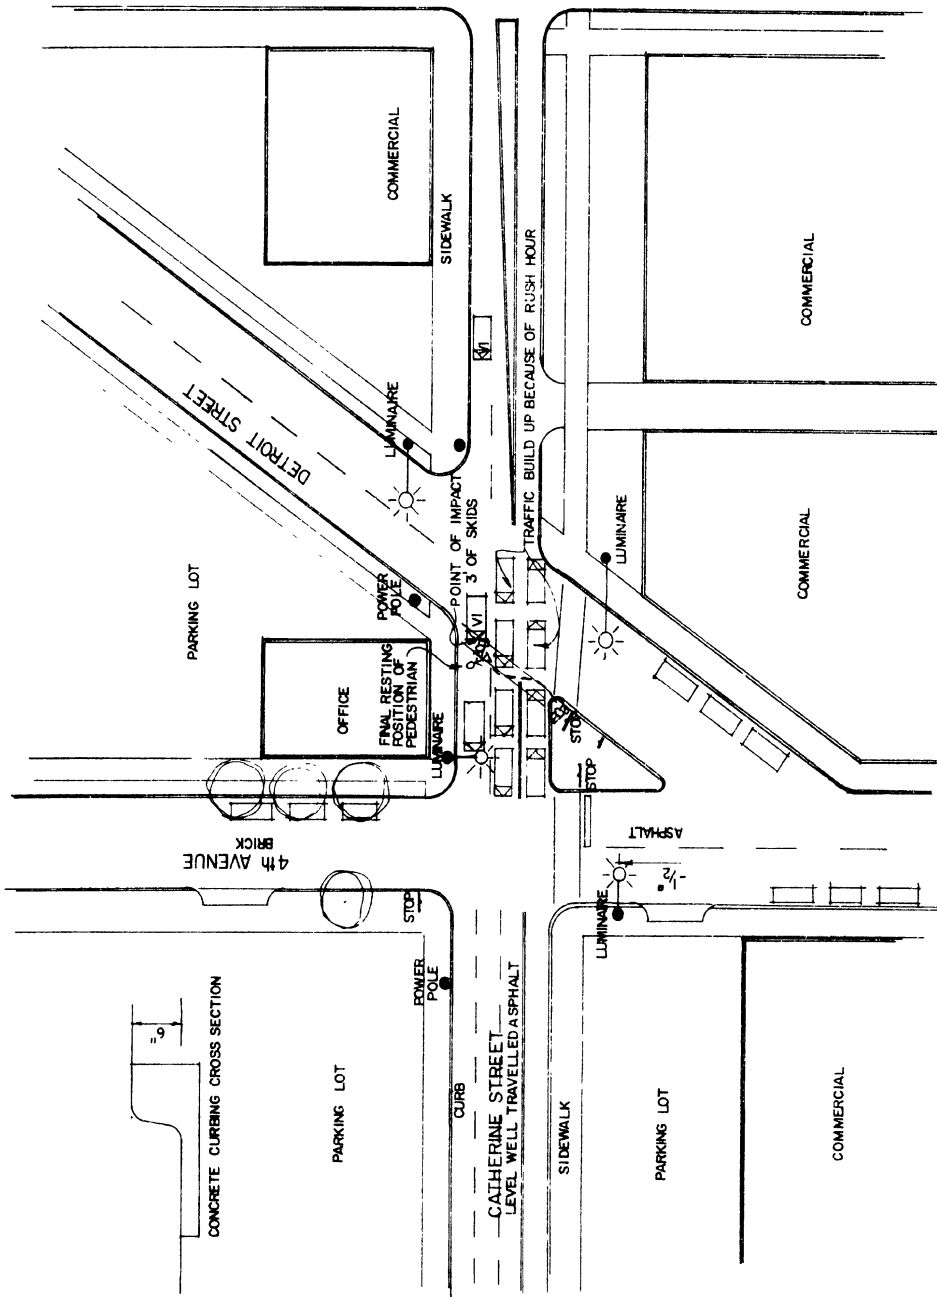 COMMERCIAL
SIDEWALK
COMMERCIAL
TRAFFIC BUILD UP BECAUSE OF RUSH HOUR
V1
DETROIT STREET
LUMINAIRE
POINT OF IMPACT
3' OF SKIDS
LUMINAIRE
COMMERCIAL
PARKING LOT
POWER
POLE
V1
OFFICE
FINAL RESTING
POSITION OF
PEDESTRIAN
LUMINAIRE
STOP
STOP
4th AVENUE
BRICK
ASPHALT
STOP
LUMINAIRE
POWER
POLE
6"
CONCRETE CURBING CROSS SECTION
PARKING LOT
CURB
CATHERINE STREET
LEVEL WELL TRAVELLED ASPHALT
SIDEWALK
PARKING LOT
COMMERCIAL